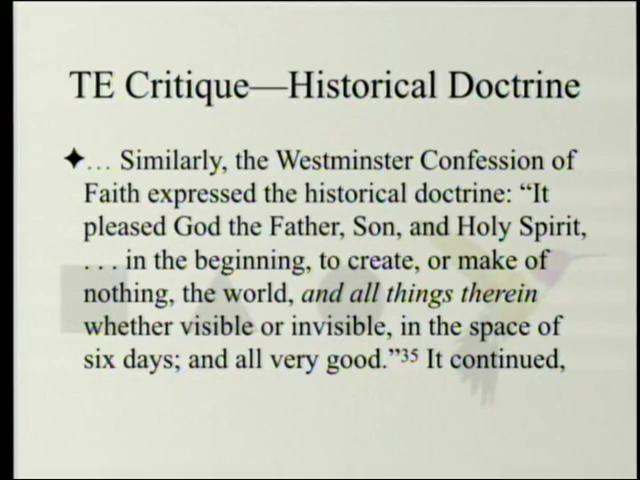 TE Critique—Historical Doctrine
✦… Similarly, the Westminster Confession of
Faith expressed the historical doctrine: “It
pleased God the Father, Son, and Holy Spirit,
. . . in the beginning, to create, or make of
nothing, the world, and all things therein
whether visible or invisible, in the space of
six days; and all very good.”³⁵ It continued,